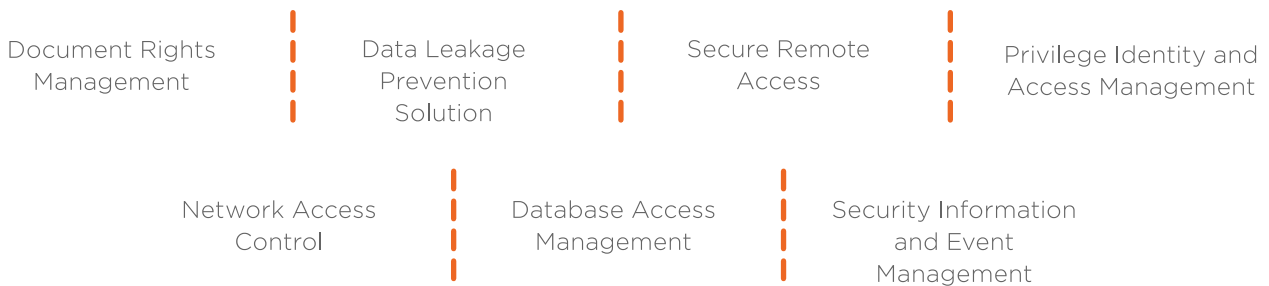 Document Rights
Management
Data Leakage
Prevention
Solution
Secure Remote
Access
Privilege Identity and
Access Management
Network Access
Control
Database Access
Management
Security Information
and Event
Management